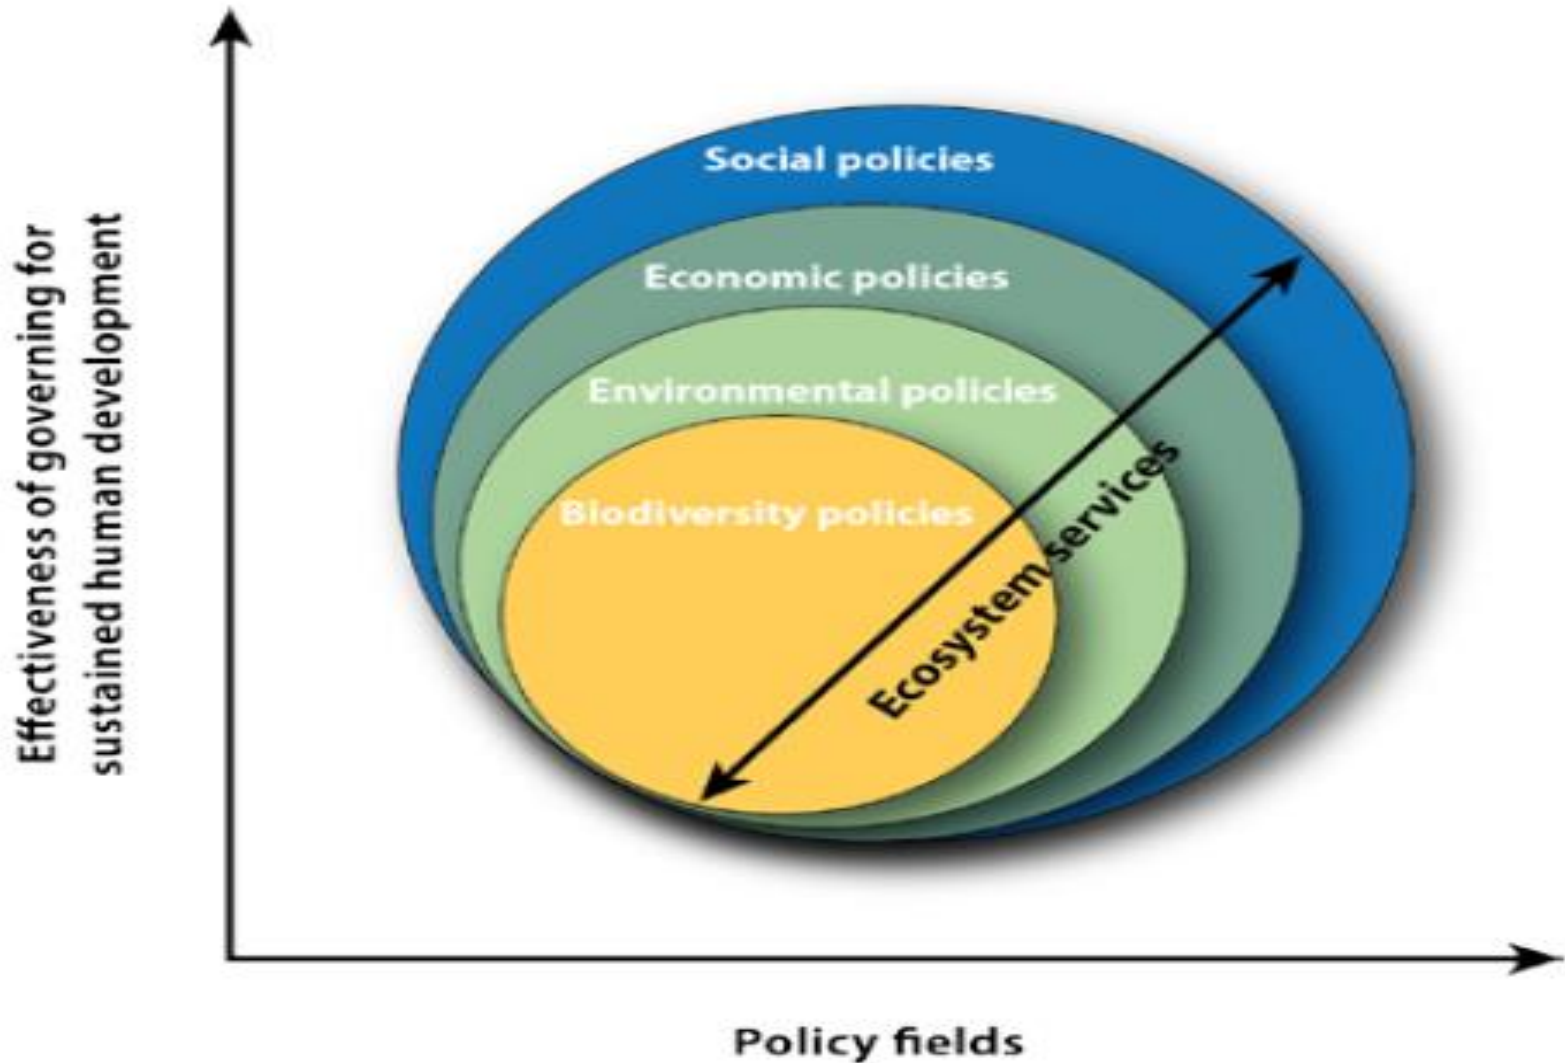 Effectiveness of governing for
sustained human development
Social policies
Economic policies
Environmental policies
Biodiversity policies
Ecosystem services
Policy fields